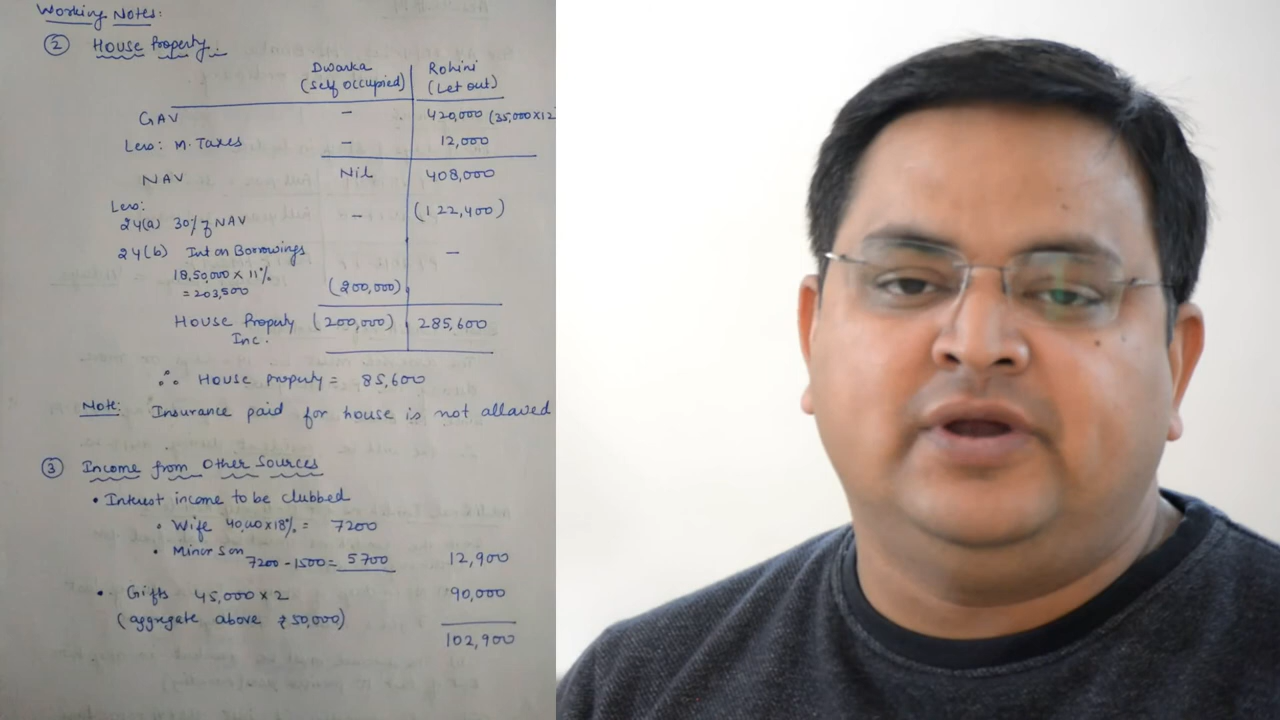 Working Notes:
② House Property.
Dwarka Rohini
(Self Occupied) (Let out)
GAV – 420,000 (35,000×12
Less: M. Taxes – 12,000
NAV Nil 408,000
Less:
24(a) 30% of NAV – (122,400)
24(b) Int on Borrowings –
18,50,000 × 11%
= 203,500 (200,000)
House Property (200,000) 285,600
Inc.
∴ House Property = 85,600
Note: Insurance paid for house is not allowed
③ Income from Other Sources
• Interest income to be clubbed
• Wife 40,000×18% = 7200
• Minor Son 7200 - 1500 = 5700 12,900
• Gifts 45,000 × 2 90,000
(aggregate above ₹50,000)
102,900